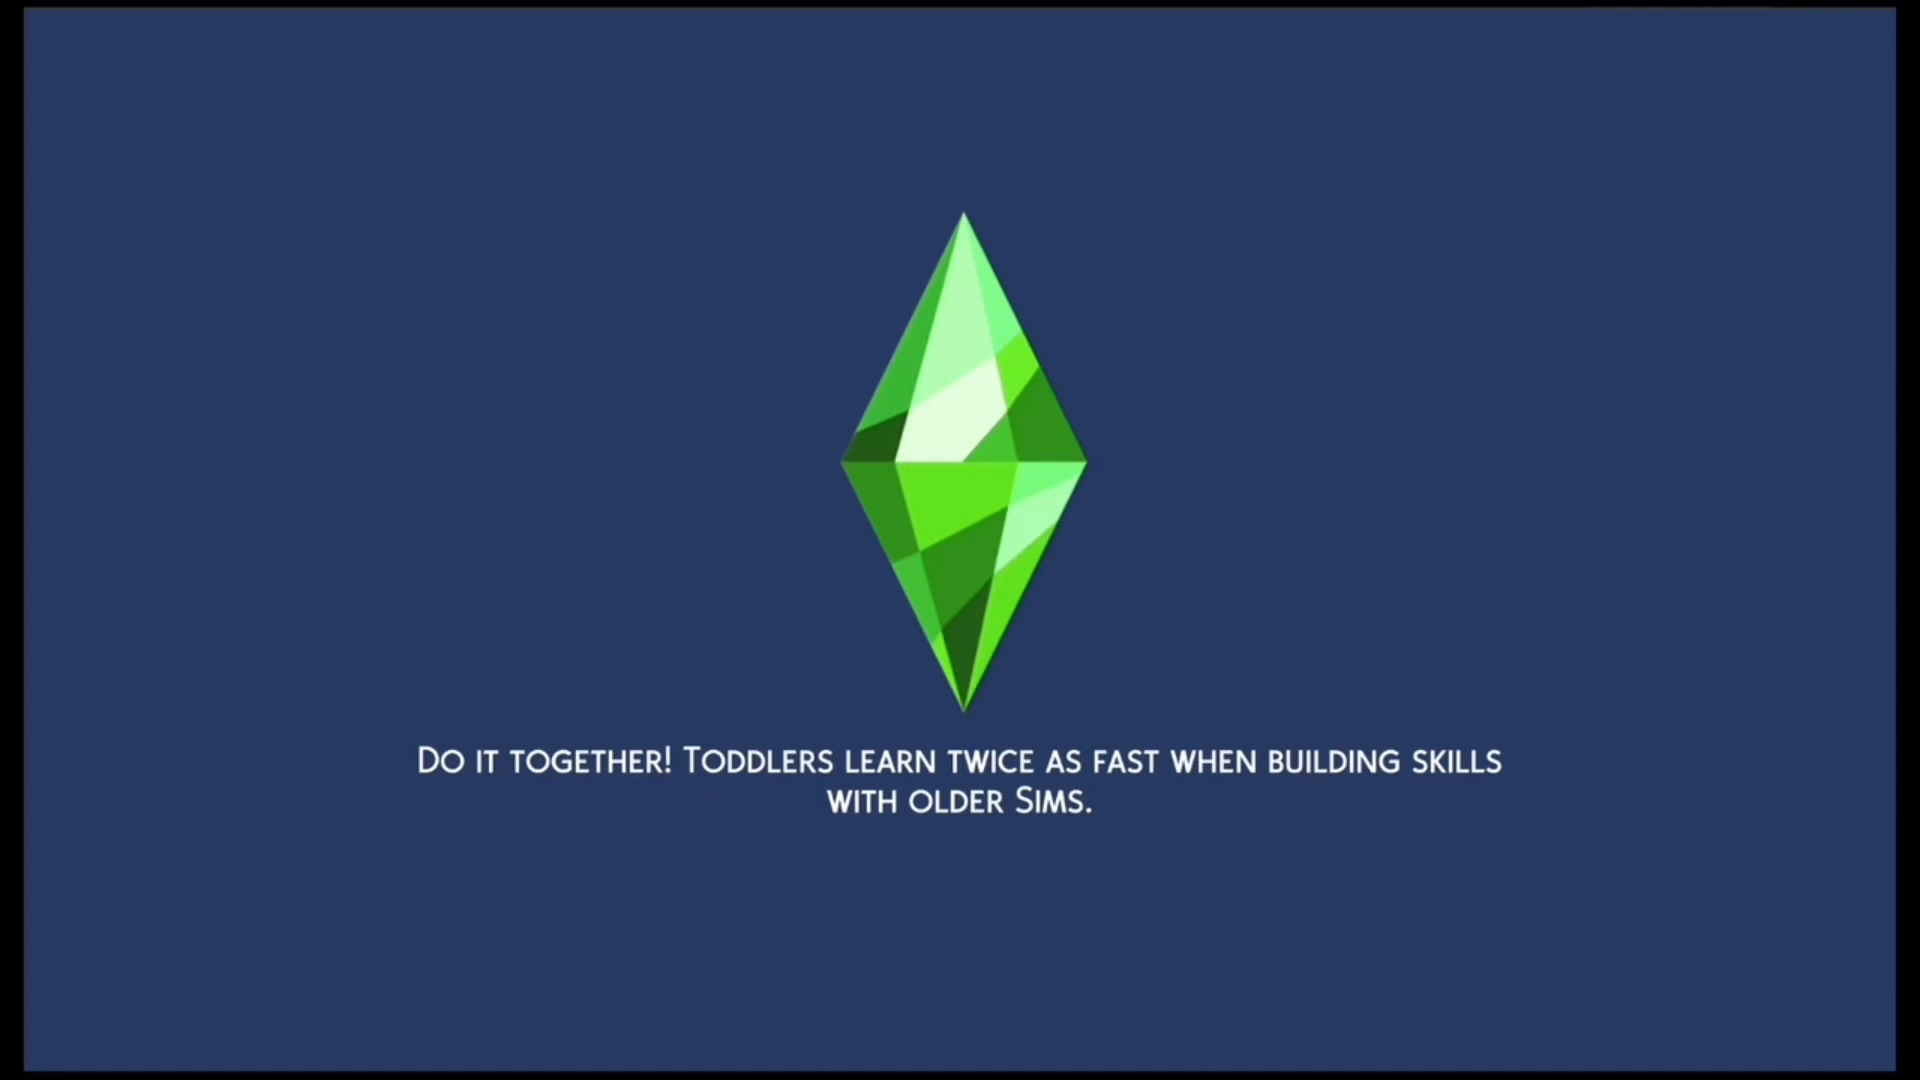 Do it together! Toddlers learn twice as fast when building skills
with older Sims.